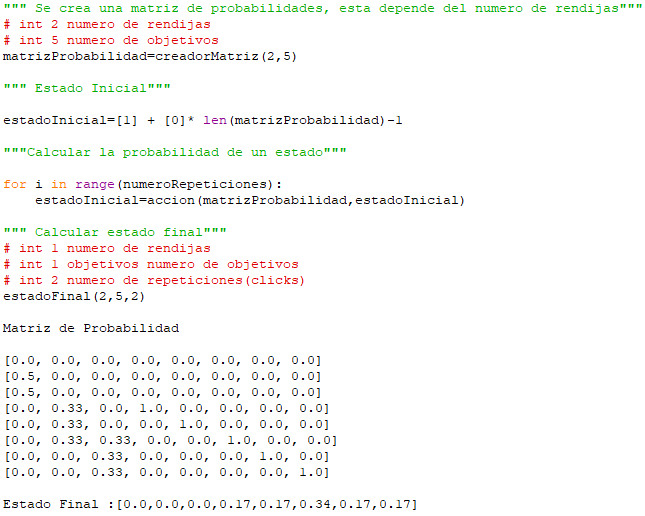 """ Se crea una matriz de probabilidades, esta depende del numero de rendijas"""
# int 2 numero de rendijas
# int 5 numero de objetivos
matrizProbabilidad=creadorMatriz(2,5)
""" Estado Inicial"""
estadoInicial=[1] + [0]* len(matrizProbabilidad)-1
"""Calcular la probabilidad de un estado"""
for i in range(numeroRepeticiones):
    estadoInicial=accion(matrizProbabilidad,estadoInicial)
""" Calcular estado final"""
# int 1 numero de rendijas
# int 1 objetivos numero de objetivos
# int 2 numero de repeticiones(clicks)
estadoFinal(2,5,2)
Matriz de Probabilidad
[0.0, 0.0, 0.0, 0.0, 0.0, 0.0, 0.0, 0.0]
[0.5, 0.0, 0.0, 0.0, 0.0, 0.0, 0.0, 0.0]
[0.5, 0.0, 0.0, 0.0, 0.0, 0.0, 0.0, 0.0]
[0.0, 0.33, 0.0, 1.0, 0.0, 0.0, 0.0, 0.0]
[0.0, 0.33, 0.0, 0.0, 1.0, 0.0, 0.0, 0.0]
[0.0, 0.33, 0.33, 0.0, 0.0, 1.0, 0.0, 0.0]
[0.0, 0.0, 0.33, 0.0, 0.0, 0.0, 1.0, 0.0]
[0.0, 0.0, 0.33, 0.0, 0.0, 0.0, 0.0, 1.0]
Estado Final :[0.0,0.0,0.0,0.17,0.17,0.34,0.17,0.17]